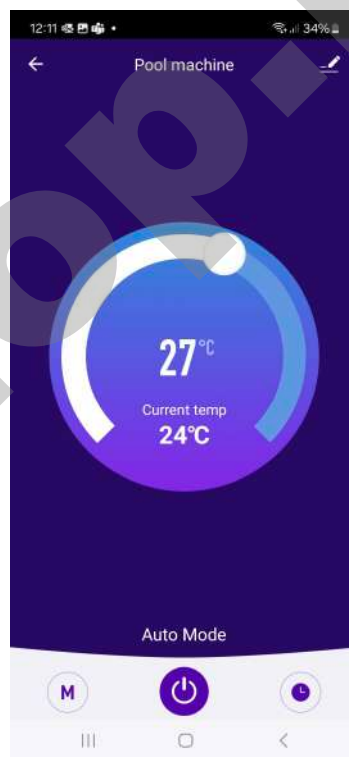 12:11
34%
Pool machine
27°C
Current temp
24°C
Auto Mode
M